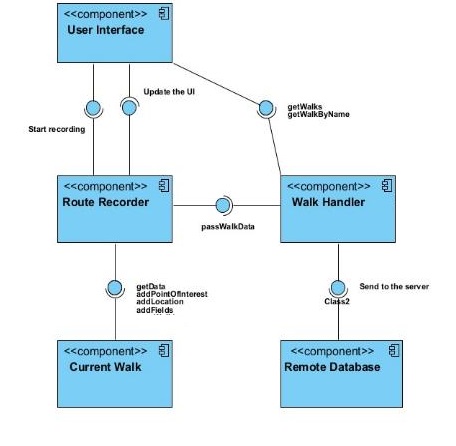 <<component>>
User Interface
Update the UI
getWalks
getWalkByName
Start recording
<<component>>
Route Recorder
<<component>>
Walk Handler
passWalkData
getData
addPointOfInterest
addLocation
addFields
Send to the server
Class2
<<component>>
Current Walk
<<component>>
Remote Database